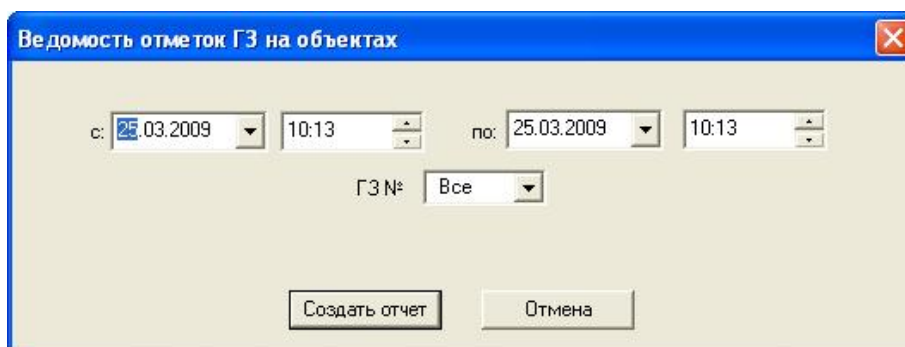 Ведомость отметок ГЗ на объектах
с: 25.03.2009 10:13 по: 25.03.2009 10:13
ГЗ № Все
Создать отчет Отмена